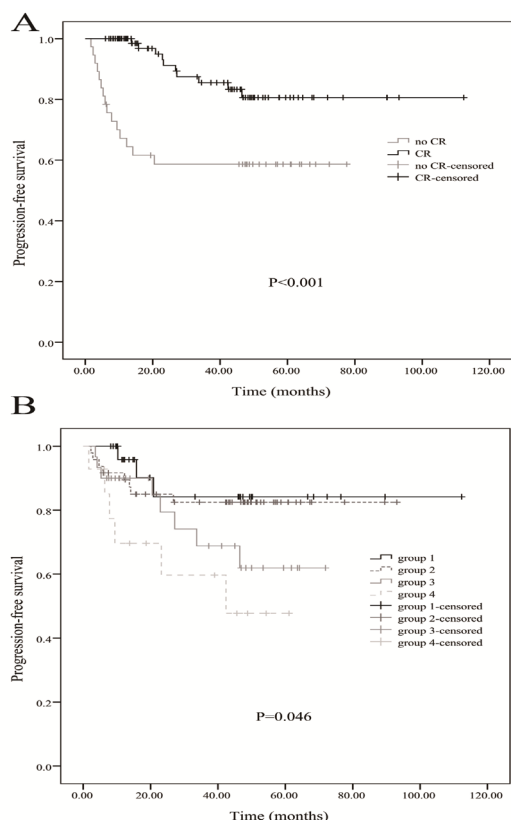 A
1.0
0.8
0.6
0.4
0.2
0.0
Progression-free survival
no CR
CR
no CR-censored
CR-censored
P<0.001
.00 20.00 40.00 60.00 80.00 100.00 120.00
Time (months)
B
1.0
0.8
0.6
0.4
0.2
0.0
Progression-free survival
group 1
group 2
group 3
group 4
group 1-censored
group 2-censored
group 3-censored
group 4-censored
P=0.046
.00 20.00 40.00 60.00 80.00 100.00 120.00
Time (months)